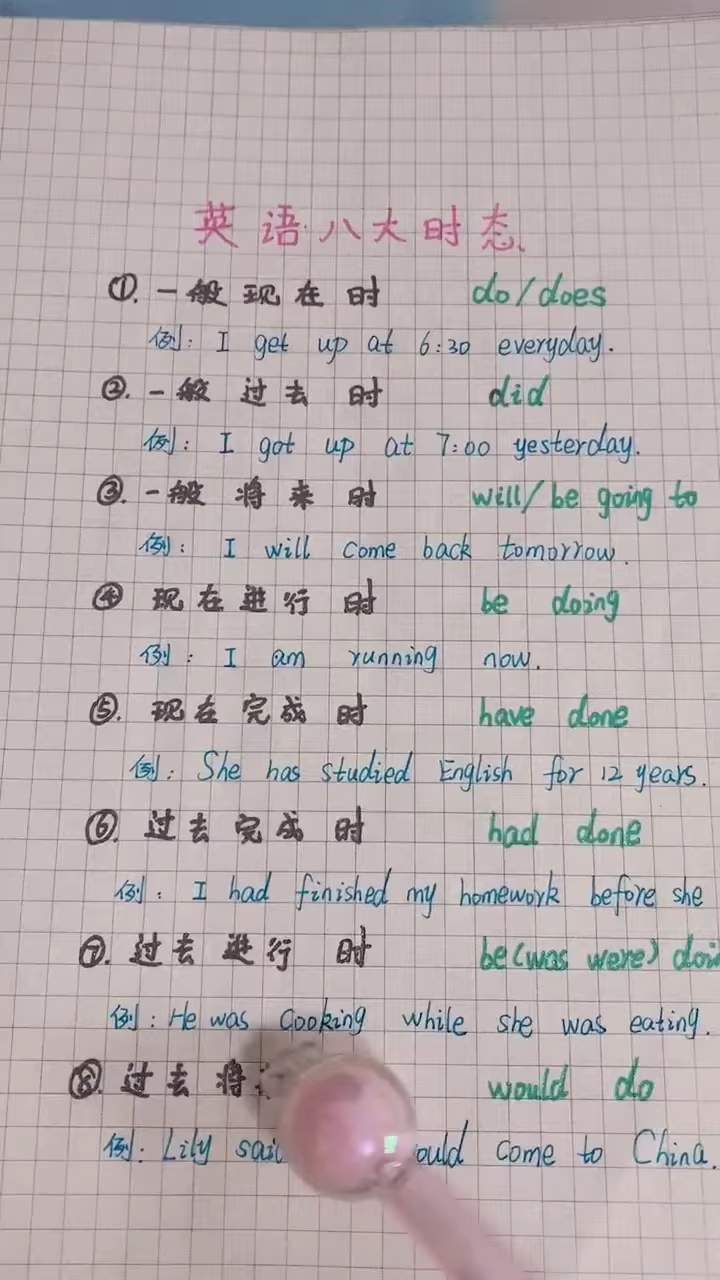 英语八大时态
①. 一般现在时 do/does
例: I get up at 6:30 everyday.
②. 一般过去时 did
例: I got up at 7:00 yesterday.
③. 一般将来时 will/be going to
例: I will come back tomorrow.
④ 现在进行时 be doing
例: I am running now.
⑤. 现在完成时 have done
例: She has studied English for 12 years.
⑥. 过去完成时 had done
例: I had finished my homework before she
⑦. 过去进行时 be(was were)
例: He was cooking while she was eating.
⑧. 过去将 would do
例: Lily come to China.